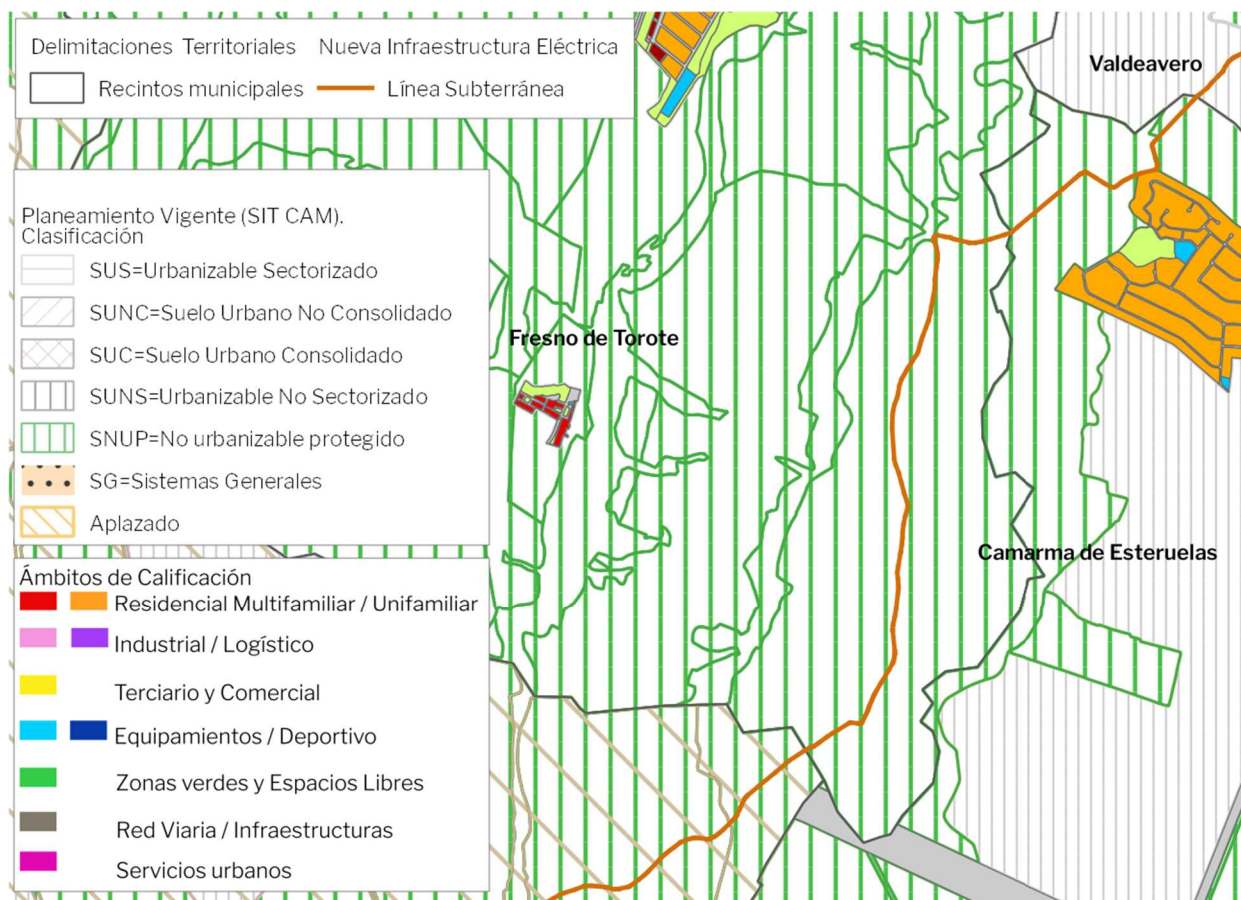 Delimitaciones Territoriales Nueva Infraestructura Eléctrica
Recintos municipales Línea Subterránea
Valdeavero
Planeamiento Vigente (SIT CAM).
Clasificación
SUS=Urbanizable Sectorizado
SUNC=Suelo Urbano No Consolidado
SUC=Suelo Urbano Consolidado
SUNS=Urbanizable No Sectorizado
SNUP=No urbanizable protegido
SG=Sistemas Generales
Aplazado
Fresno de Torote
Camarma de Esteruelas
Ámbitos de Calificación
Residencial Multifamiliar / Unifamiliar
Industrial / Logístico
Terciario y Comercial
Equipamientos / Deportivo
Zonas verdes y Espacios Libres
Red Viaria / Infraestructuras
Servicios urbanos